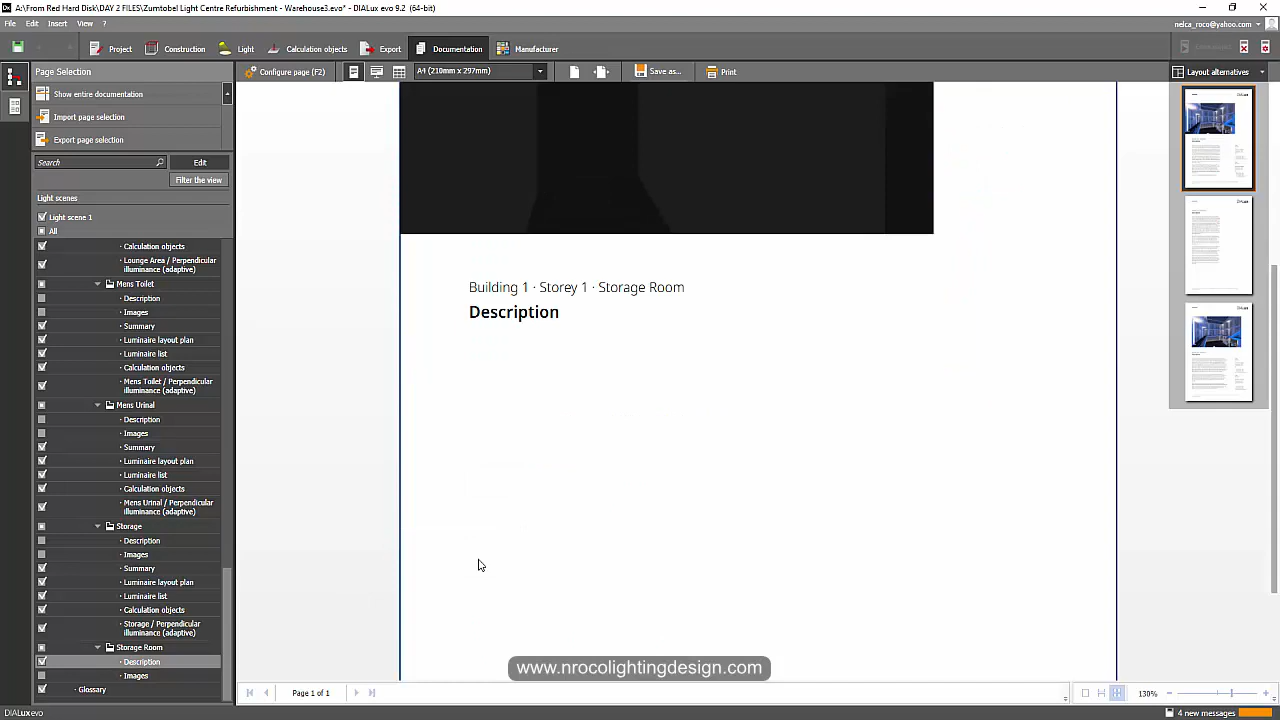 A:\From Red Hard Disk\DAY 2 FILES\Zumtobel Light Centre Refurbishment - Warehouse3.evo* - DIALux evo 9.2 (64-bit)
File Edit Insert View ?
nelca_roco@yahoo.com
Project Construction Light Calculation objects Export Documentation Manufacturer
Page Selection
Configure page (F2) A4 (210mm x 297mm) Save as... Print
Layout alternatives
Show entire documentation
Import page selection
Export page selection
Search Edit
Filter the view
Light scenes
Light scene 1
All
Calculation objects
Lounge Area / Perpendicular
illuminance (adaptive)
Mens Toilet
Description
Images
Summary
Luminaire layout plan
Luminaire list
Calculation objects
Mens Toilet / Perpendicular
illuminance (adaptive)
Mens Urinal
Description
Images
Summary
Luminaire layout plan
Luminaire list
Calculation objects
Mens Urinal / Perpendicular
illuminance (adaptive)
Storage
Description
Images
Summary
Luminaire layout plan
Luminaire list
Calculation objects
Storage / Perpendicular
illuminance (adaptive)
Storage Room
Description
Images
Glossary
Building 1 · Storey 1 · Storage Room
Description
www.nrocolightingdesign.com
Page 1 of 1
130%
DIALux evo
4 new messages